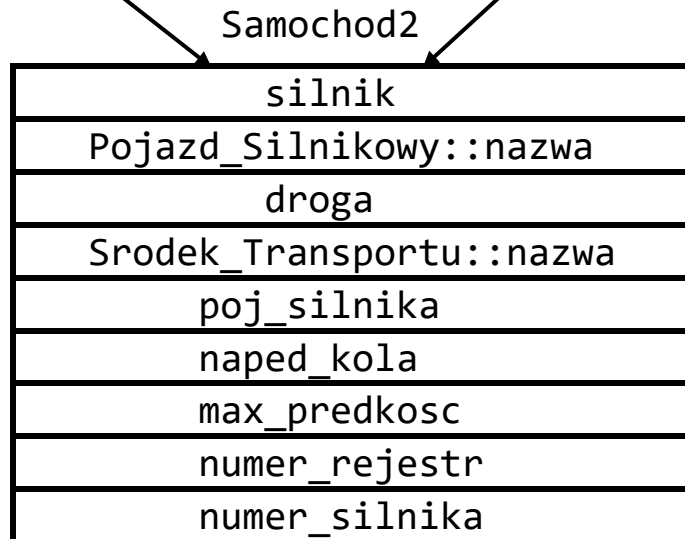 Samochod2
silnik
Pojazd_Silnikowy::nazwa
droga
Srodek_Transportu::nazwa
poj_silnika
naped_kola
max_predkosc
numer_rejestr
numer_silnika